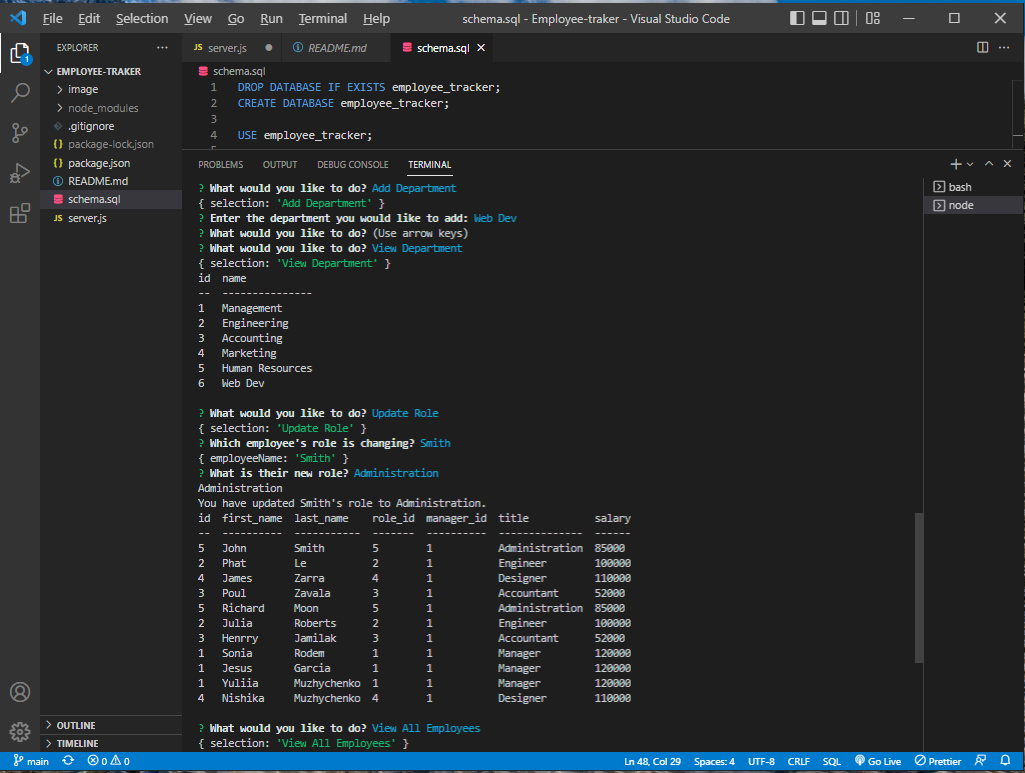 File Edit Selection View Go Run Terminal Help schema.sql - Employee-traker - Visual Studio Code
EXPLORER ···
JS server.js ● README.md schema.sql ×
1
EMPLOYEE-TRAKER
image
node_modules
.gitignore
{} package-lock.json
{} package.json
README.md
schema.sql
JS server.js
schema.sql
1 DROP DATABASE IF EXISTS employee_tracker;
2 CREATE DATABASE employee_tracker;
3
4 USE employee_tracker;
PROBLEMS OUTPUT DEBUG CONSOLE TERMINAL
bash
node
? What would you like to do? Add Department
{ selection: 'Add Department' }
? Enter the department you would like to add: Web Dev
? What would you like to do? (Use arrow keys)
? What would you like to do? View Department
{ selection: 'View Department' }
id name
-- ---------------
1 Management
2 Engineering
3 Accounting
4 Marketing
5 Human Resources
6 Web Dev
? What would you like to do? Update Role
{ selection: 'Update Role' }
? Which employee's role is changing? Smith
{ employeeName: 'Smith' }
? What is their new role? Administration
Administration
You have updated Smith's role to Administration.
id first_name last_name role_id manager_id title salary
-- ---------- ----------- ------- ---------- -------------- ------
5 John Smith 5 1 Administration 85000
2 Phat Le 2 1 Engineer 100000
4 James Zarra 4 1 Designer 110000
3 Poul Zavala 3 1 Accountant 52000
5 Richard Moon 5 1 Administration 85000
2 Julia Roberts 2 1 Engineer 100000
3 Henrry Jamilak 3 1 Accountant 52000
1 Sonia Rodem 1 1 Manager 120000
1 Jesus Garcia 1 1 Manager 120000
1 Yuliia Muzhychenko 1 1 Manager 120000
4 Nishika Muzhychenko 4 1 Designer 110000
? What would you like to do? View All Employees
{ selection: 'View All Employees' }
OUTLINE
TIMELINE
main 0 0 Ln 48, Col 29 Spaces: 4 UTF-8 CRLF SQL Go Live Prettier